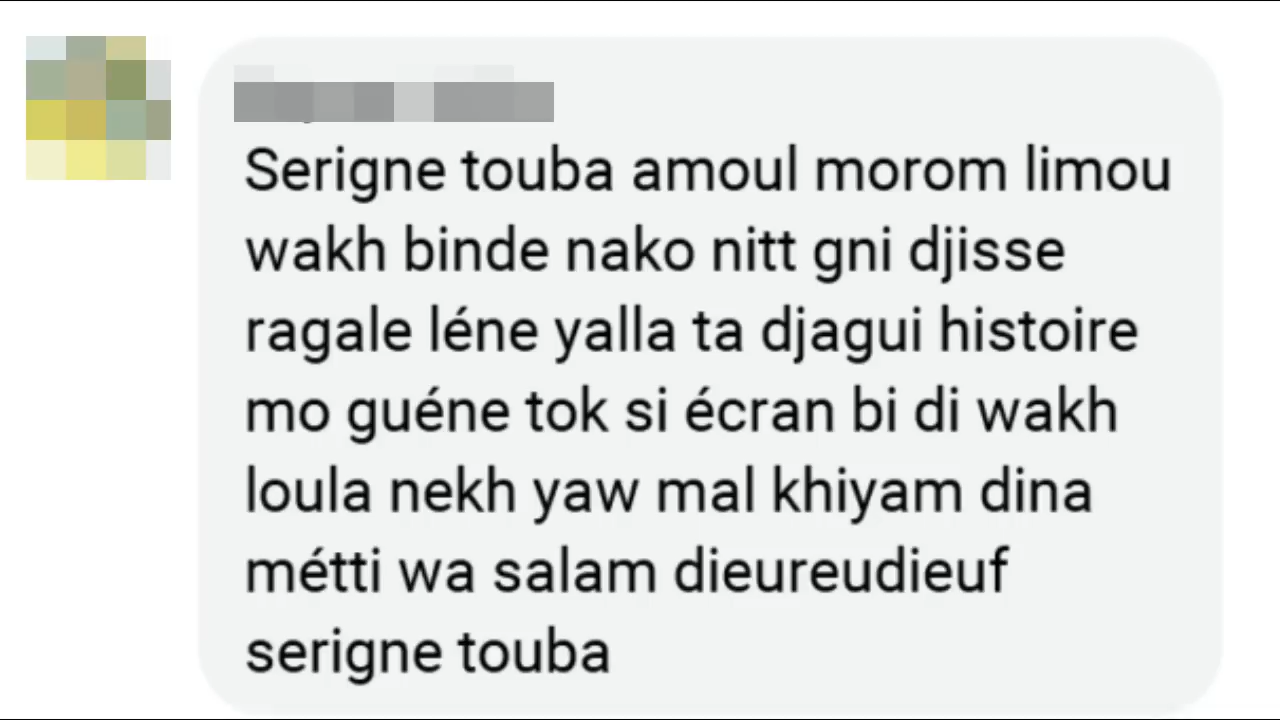 Serigne touba amoul morom limou
wakh binde nako nitt gni djisse
ragale léne yalla ta djagui histoire
mo guéne tok si écran bi di wakh
loula nekh yaw mal khiyam dina
métti wa salam dieureudieuf
serigne touba